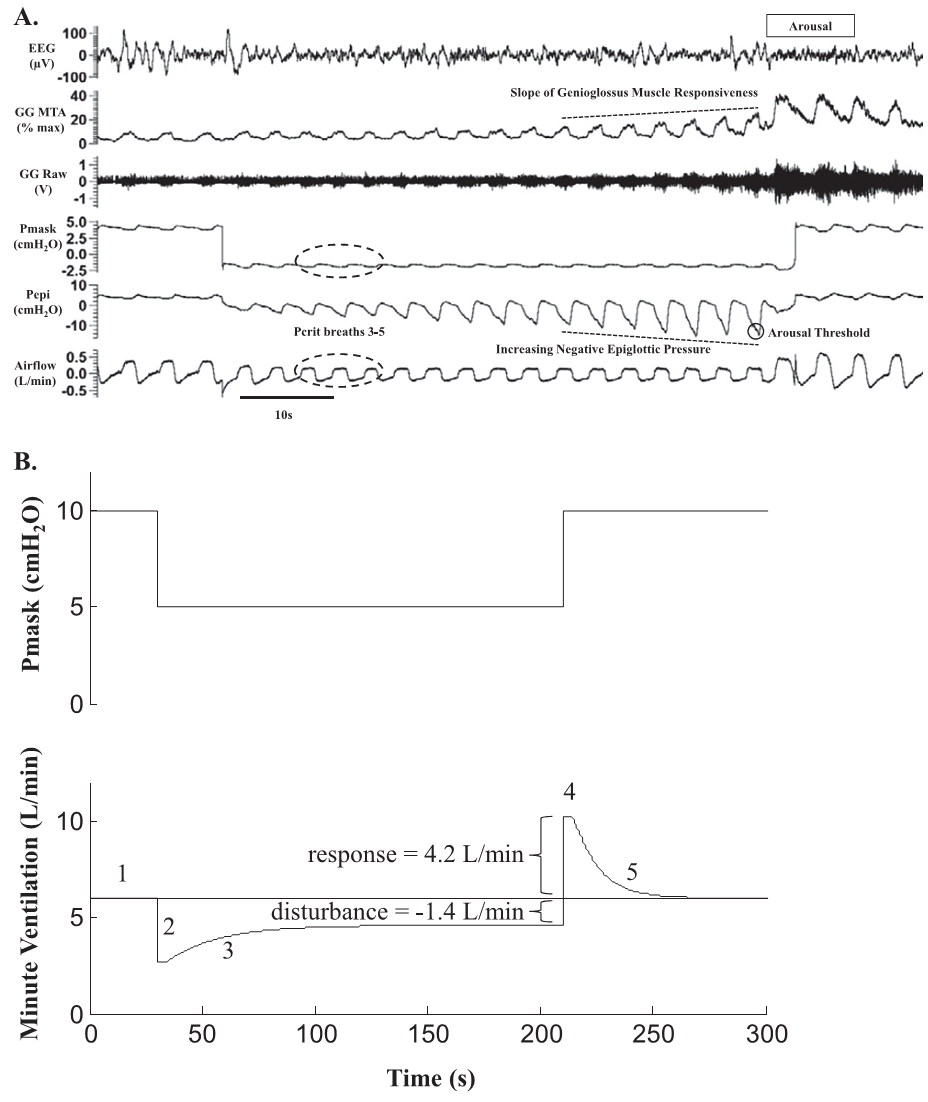 A.
Arousal
EEG
(µV)
100
0
-100
GG MTA
(% max)
40
20
0
Slope of Genioglossus Muscle Responsiveness
GG Raw
(V)
1
0
-1
Pmask
(cmH₂O)
5.0
2.5
0.0
-2.5
Pepi
(cmH₂O)
10
0
-10
Pcrit breaths 3-5
Arousal Threshold
Increasing Negative Epiglottic Pressure
Airflow
(L/min)
0.5
0.0
-0.5
10s
B.
Pmask (cmH₂O)
10
5
0
Minute Ventilation (L/min)
10
5
0
1
2
3
4
5
response = 4.2 L/min
disturbance = -1.4 L/min
0 50 100 150 200 250 300
Time (s)